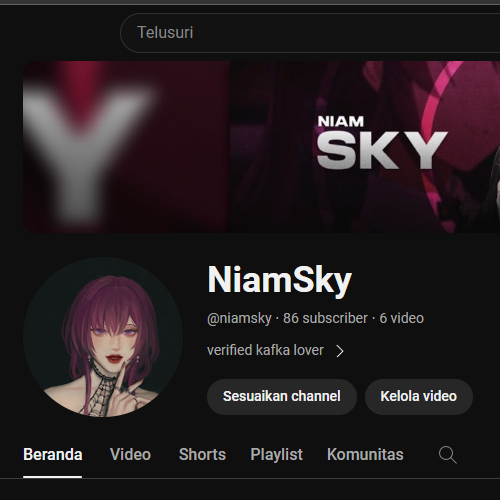 Telusuri
Y
NIAM
SKY
NiamSky
@niamsky · 86 subscriber · 6 video
verified kafka lover
Sesuaikan channel
Kelola video
Beranda
Video
Shorts
Playlist
Komunitas